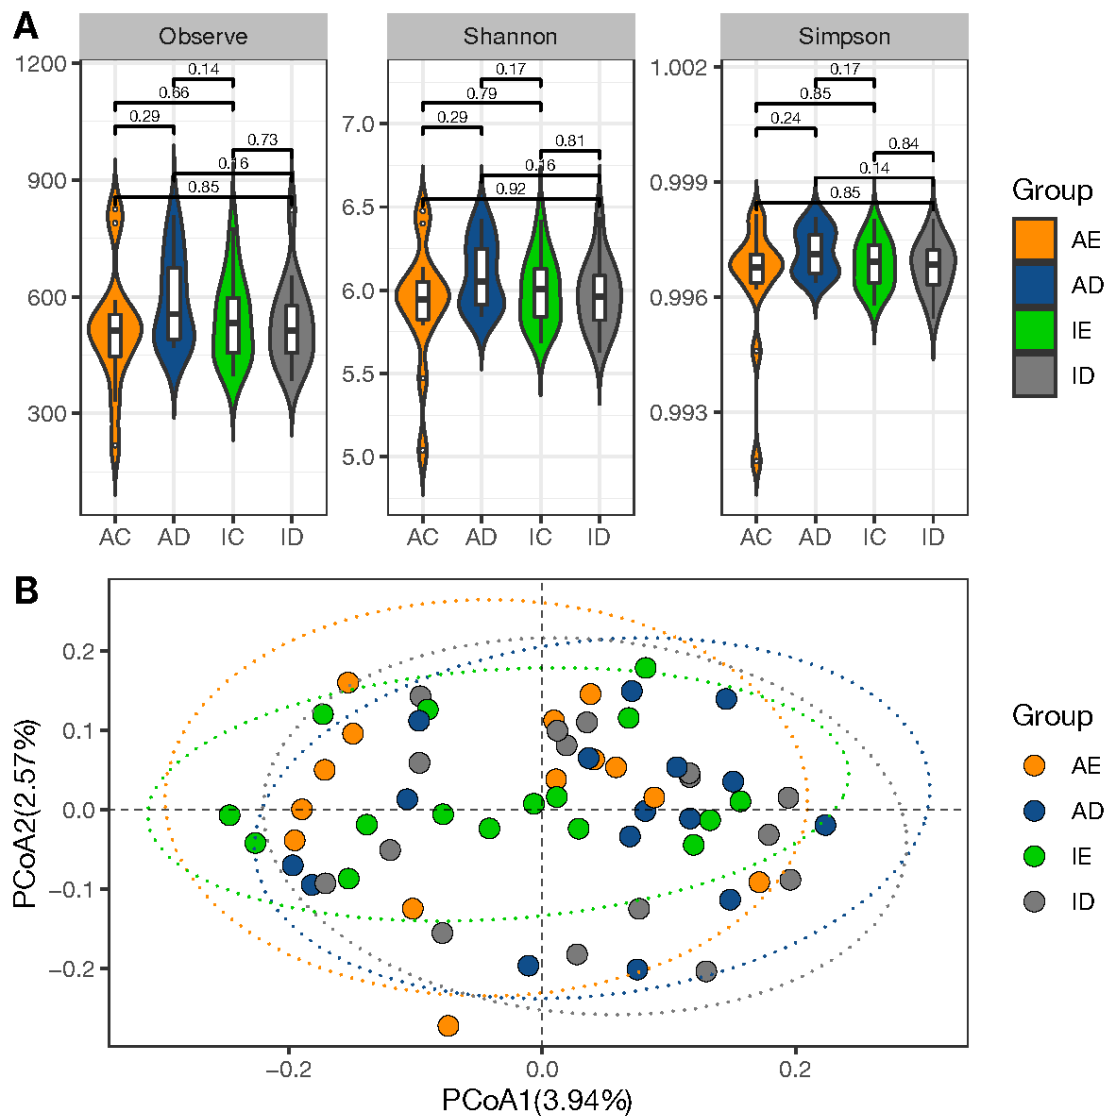 A
Observe
Shannon
Simpson
1200
900
600
300
0.14
0.66
0.29
0.73
0.16
0.85
AC
AD
IC
ID
7.0
6.5
6.0
5.5
5.0
0.17
0.79
0.29
0.81
0.16
0.92
AC
AD
IC
ID
1.002
0.999
0.996
0.993
0.17
0.85
0.24
0.84
0.14
0.85
AC
AD
IC
ID
Group
AE
AD
IE
ID
B
PCoA2(2.57%)
0.2
0.1
0.0
−0.1
−0.2
−0.2
0.0
0.2
PCoA1(3.94%)
Group
AE
AD
IE
ID